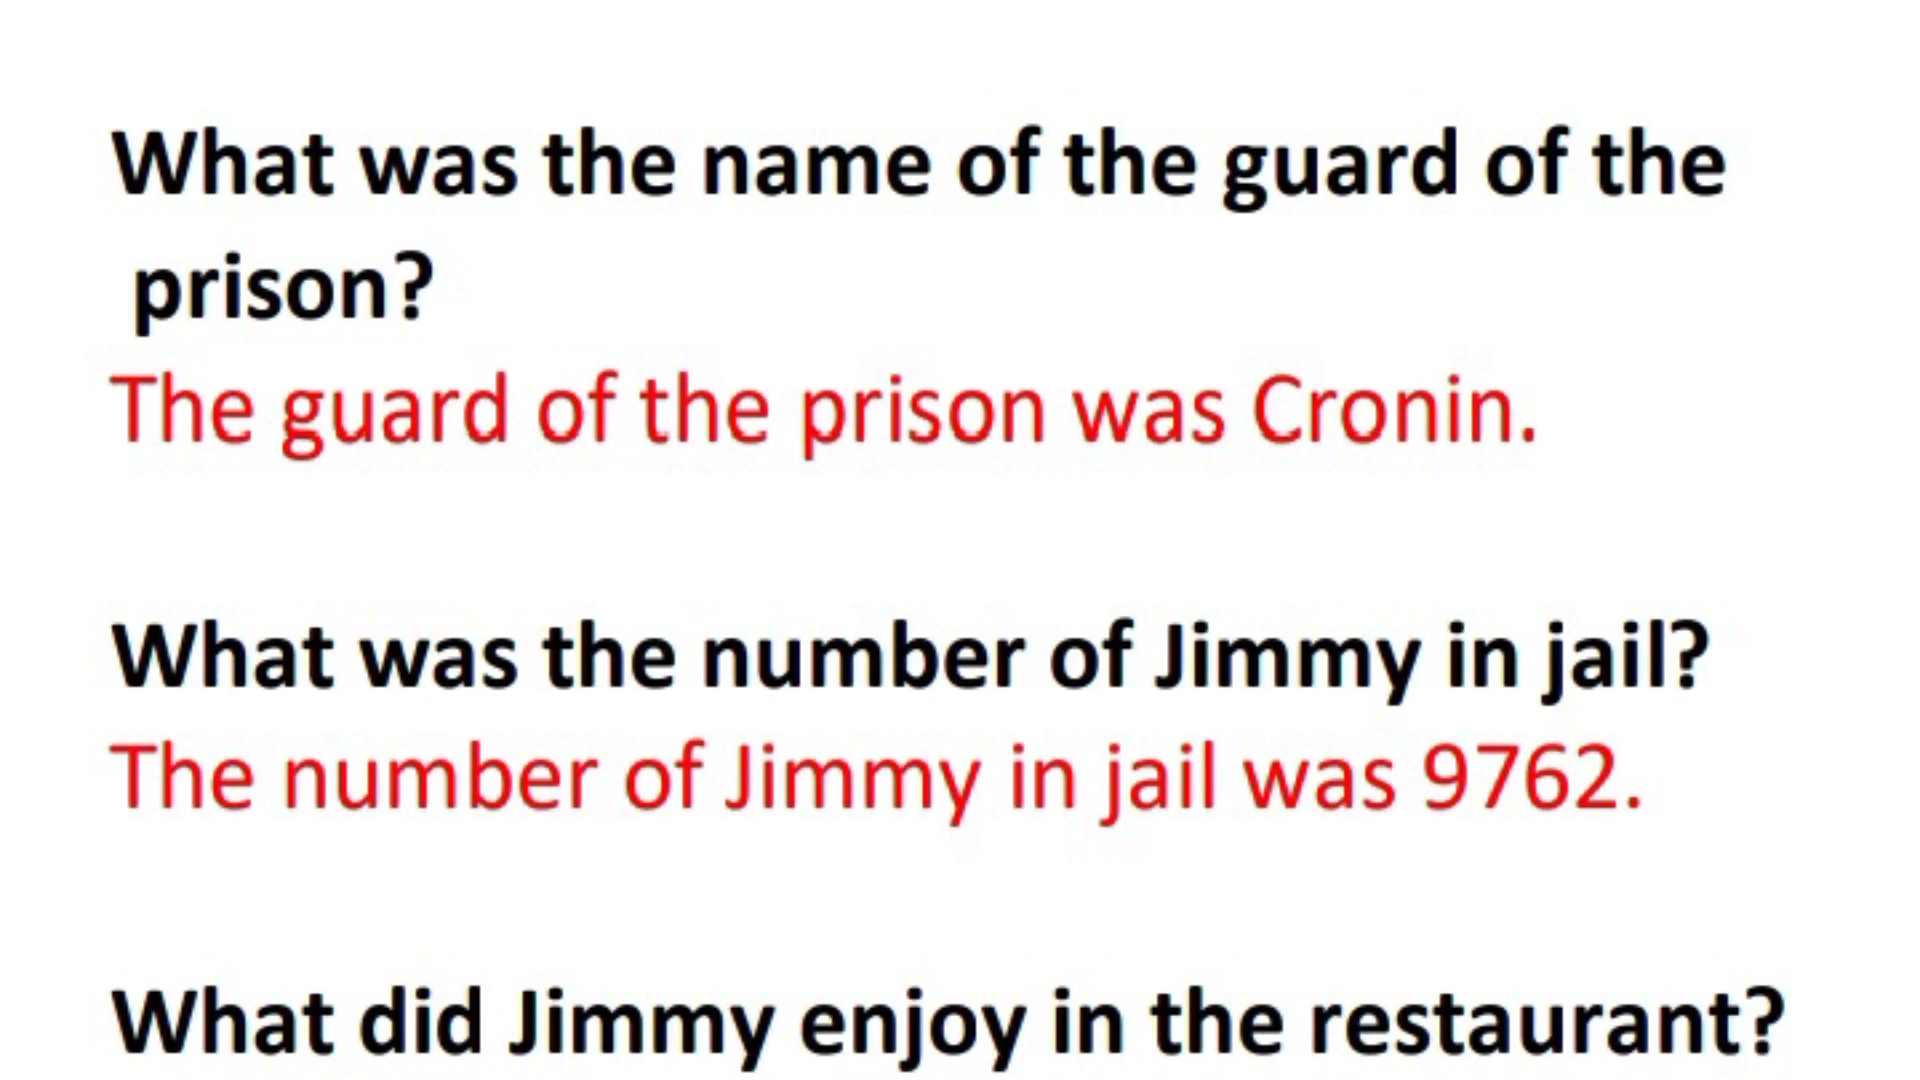 What was the name of the guard of the
prison?
The guard of the prison was Cronin.
What was the number of Jimmy in jail?
The number of Jimmy in jail was 9762.
What did Jimmy enjoy in the restaurant?